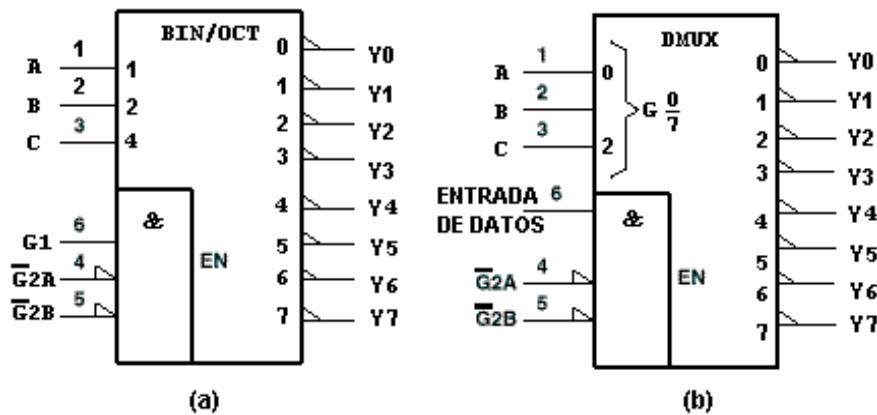 BIN/OCT
1
A
1
2
B
2
3
C
4
&
EN
6
G1
4
G2A
5
G2B
0
Y0
1
Y1
2
Y2
3
Y3
4
Y4
5
Y5
6
Y6
7
Y7
(a)
DMUX
1
A
0
2
B
3
C
2
G 0/7
ENTRADA
DE DATOS
6
&
EN
4
G2A
5
G2B
0
Y0
1
Y1
2
Y2
3
Y3
4
Y4
5
Y5
6
Y6
7
Y7
(b)